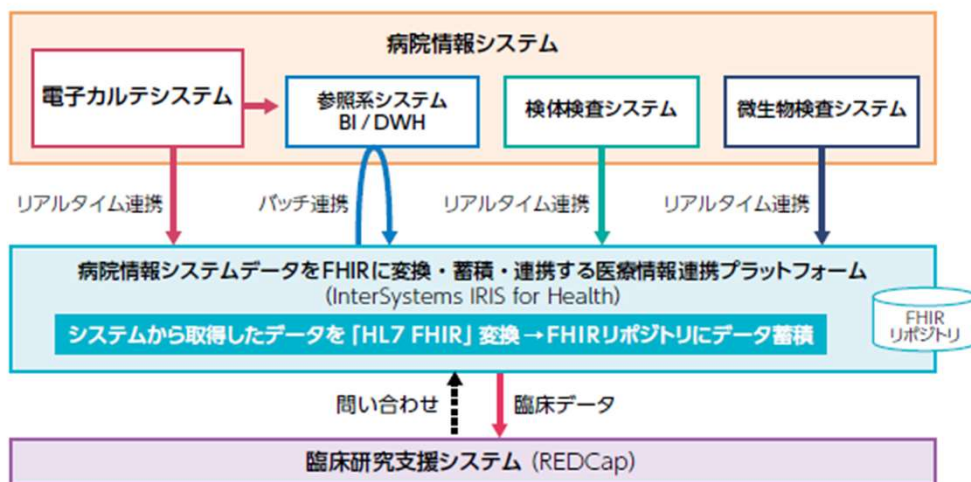 病院情報システム
電子カルテシステム
参照系システム
BI / DWH
検体検査システム
微生物検査システム
リアルタイム連携
バッチ連携
リアルタイム連携
リアルタイム連携
病院情報システムデータをFHIRに変換・蓄積・連携する医療情報連携プラットフォーム
(InterSystems IRIS for Health)
システムから取得したデータを「HL7 FHIR」変換→FHIRリポジトリにデータ蓄積
FHIR
リポジトリ
問い合わせ
臨床データ
臨床研究支援システム (REDCap)